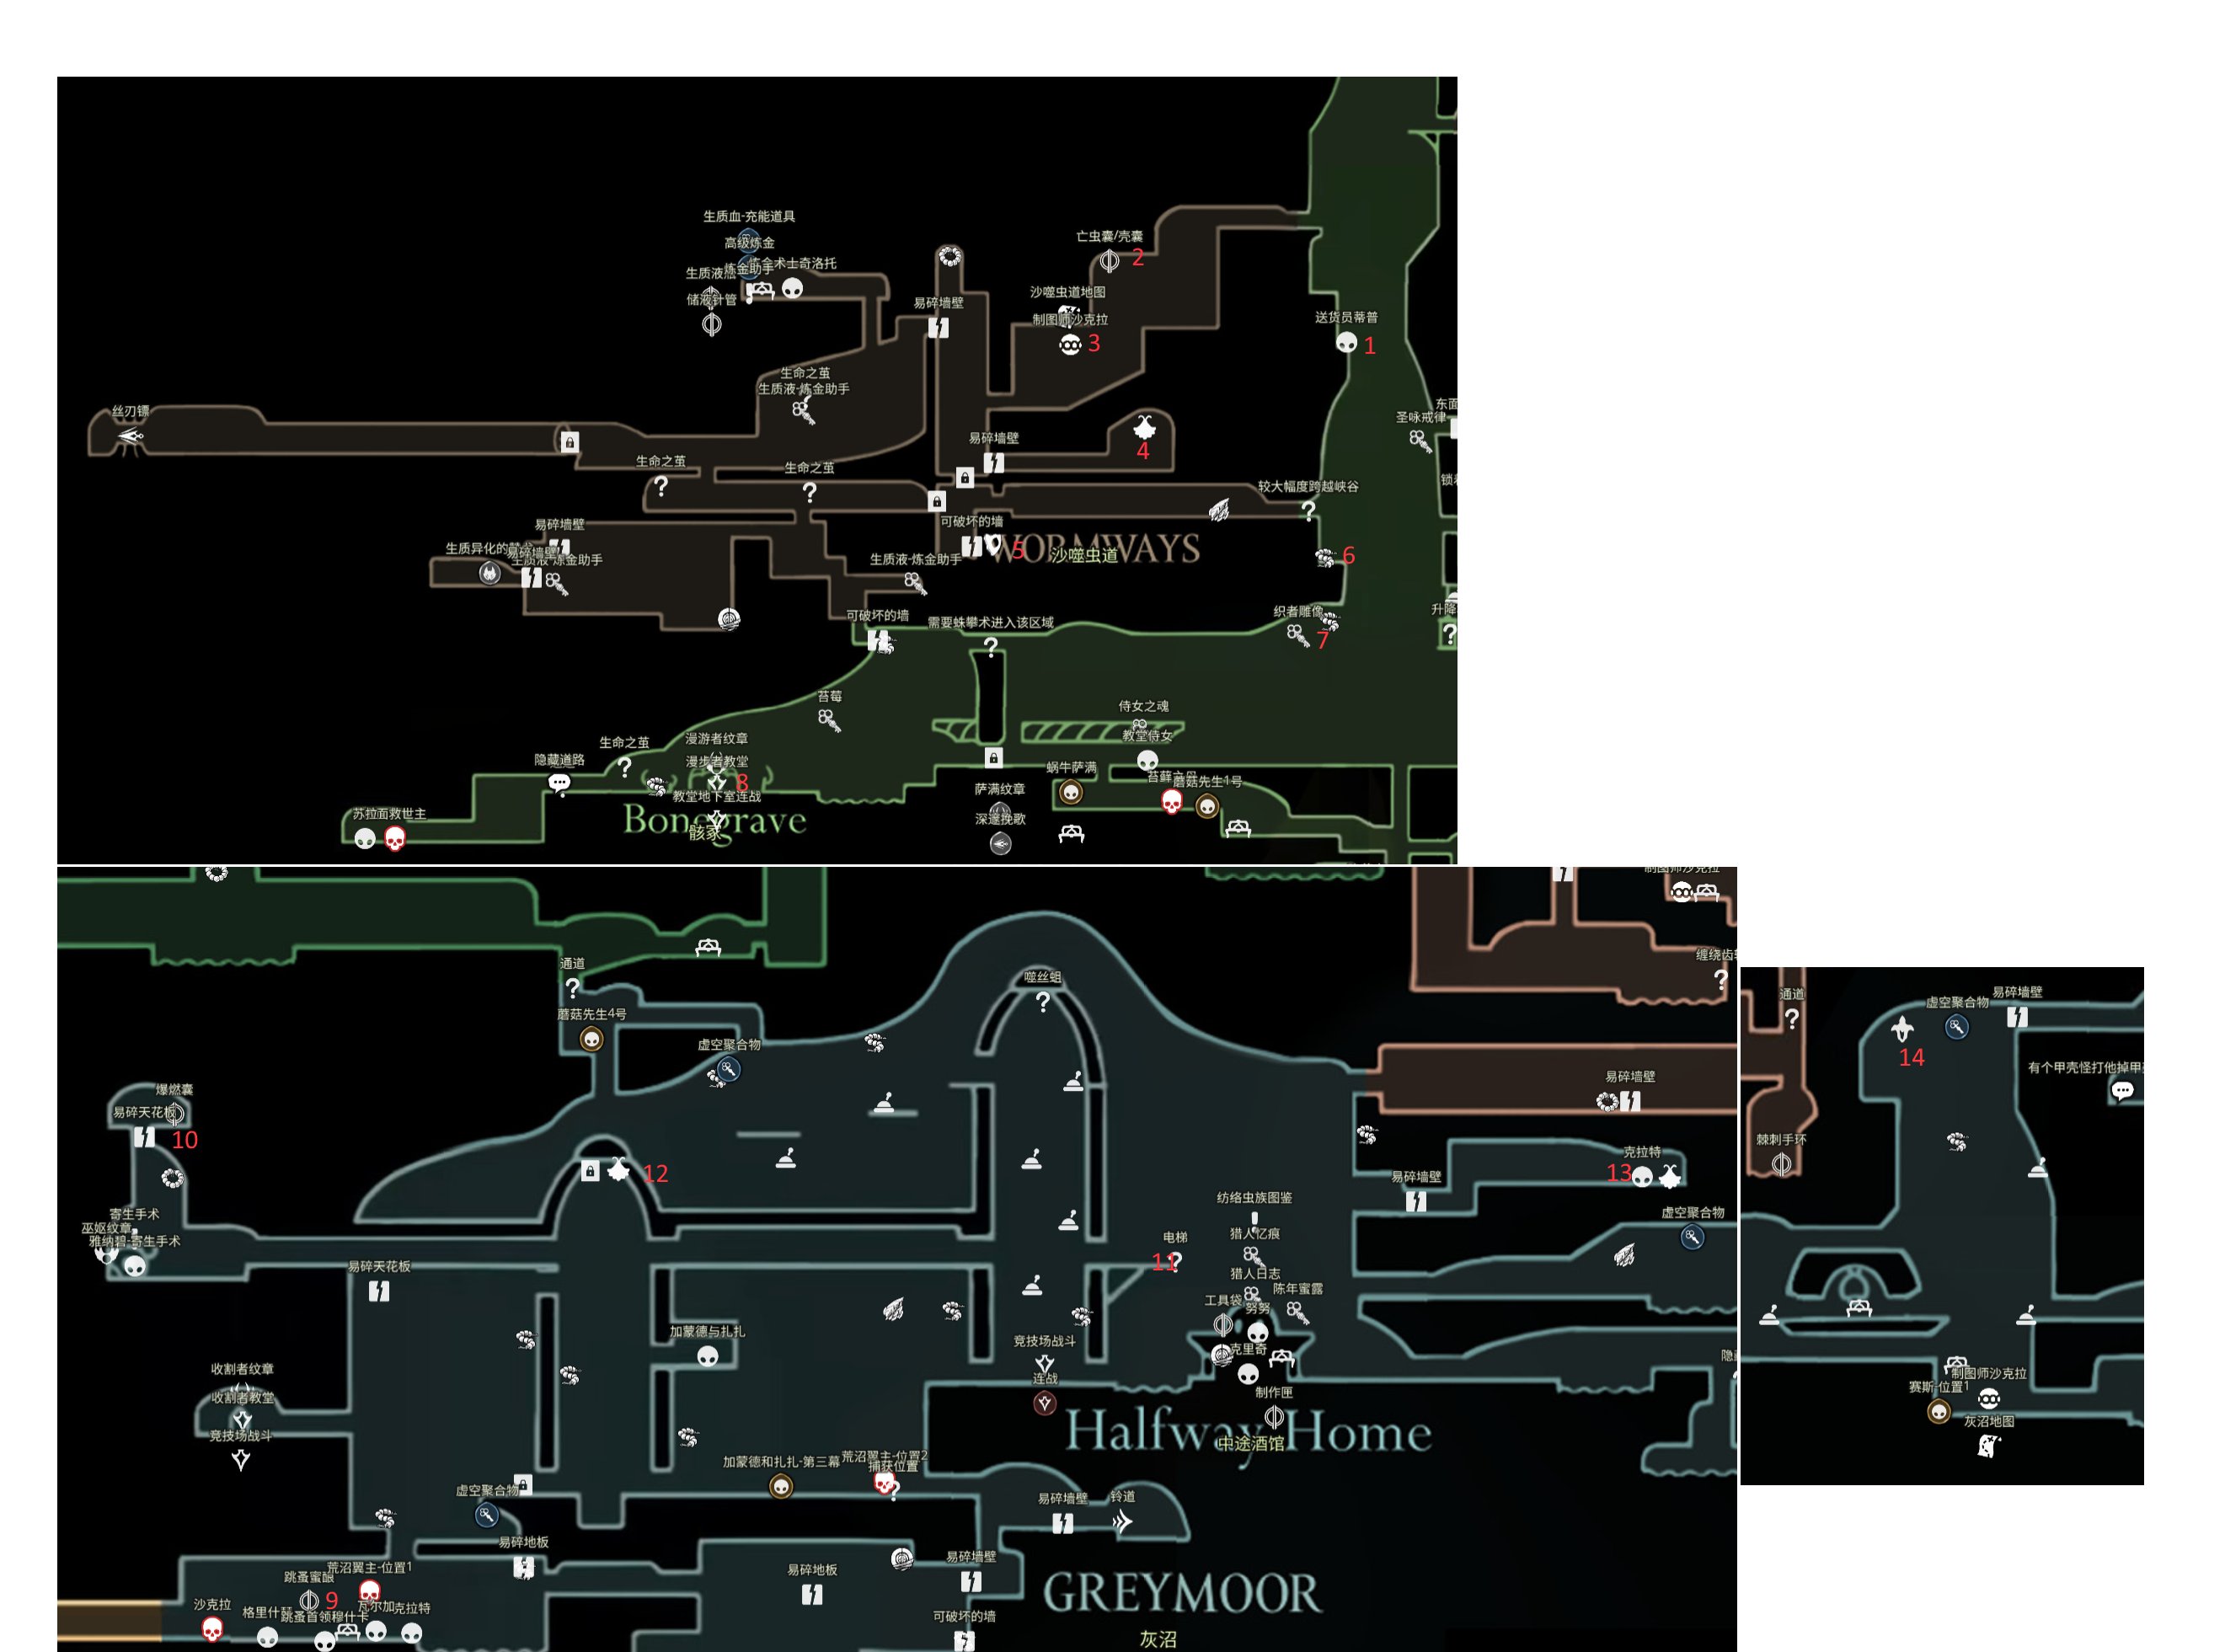 生质血-充能道具
高级炼金
炼金术士奇洛托
炼金助手
生质液瓶
储液针管
易碎墙壁
亡虫囊/壳囊
2
沙噬虫道地图
制图师沙克拉
3
送货员蒂普
1
生命之茧
生质液-炼金助手
丝刃镖
易碎墙壁
4
东面
圣咏戒律
生命之茧
生命之茧
较大幅度跨越峡谷
易碎墙壁
可破坏的墙
5
WORMWAYS
沙噬虫道
6
生质异化的
易碎墙壁
生质液-炼金助手
生质液-炼金助手
可破坏的墙
需要蛛攀术进入该区域
织者雕像
7
升降
苔莓
侍女之魂
教堂侍女
生命之茧
漫游者纹章
隐藏道路
漫步者教堂
8
教堂地下室连战
Bonegrave
骸冢
蜗牛萨满
蘑菇先生1号
萨满纹章
深邃挽歌
苏拉面救世主
制图师沙克拉
通道
噬丝蛆
缠绕齿轮
蘑菇先生4号
虚空聚合物
爆燃囊
易碎天花板
10
易碎墙壁
12
克拉特
13
易碎墙壁
寄生手术
巫妪纹章
雅纳碧-寄生手术
纺络虫族图鉴
虚空聚合物
猎人忆痕
电梯
11
易碎天花板
猎人日志
陈年蜜露
工具袋
努努
加蒙德与扎扎
竞技场战斗
克里奇
连战
制作匣
收割者纹章
收割者教堂
竞技场战斗
Halfway Home
中途酒馆
加蒙德和扎扎-第三幕
荒沼翼主-位置2
捕获位置
虚空聚合物
易碎墙壁
铃道
易碎地板
易碎墙壁
荒沼翼主-位置1
跳蚤蜜酿
9
易碎地板
GREYMOOR
灰沼
沙克拉
格里什金
跳蚤首领穆什卡
瓦尔加
克拉特
可破坏的墙
通道
虚空聚合物
易碎墙壁
14
有个甲壳怪打他掉甲
棘刺手环
制图师沙克拉
赛斯-位置1
灰沼地图